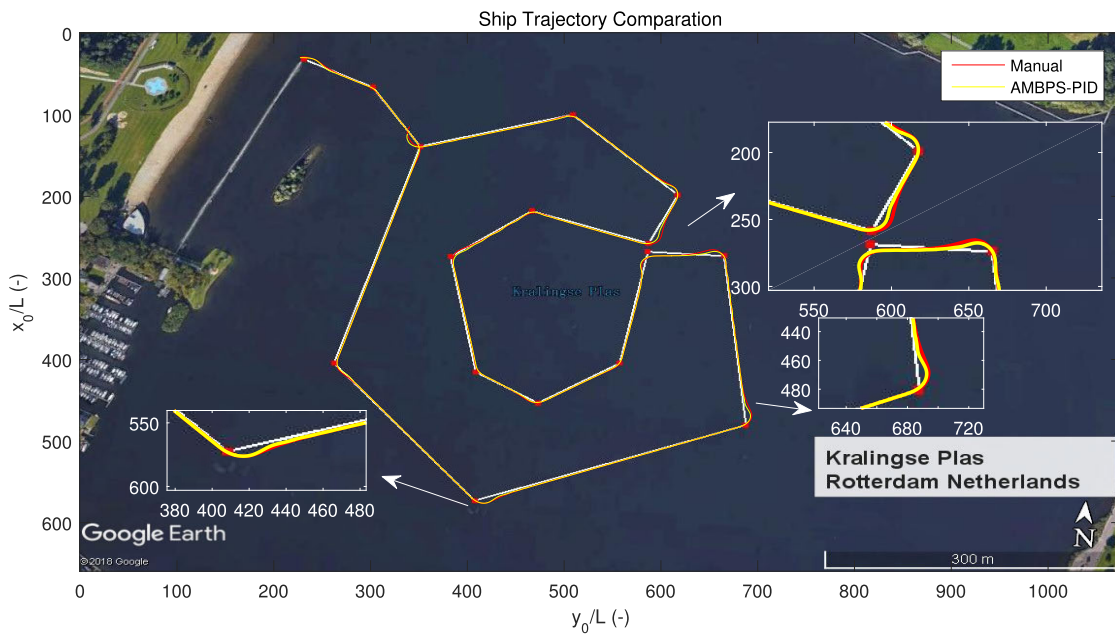 Ship Trajectory Comparation
0
100
200
300
400
500
600
x0/L (-)
Manual
AMBPS-PID
200
250
300
550
600
650
700
Kralingse Plas
440
460
480
640
680
720
550
600
380 400 420 440 460 480
Kralingse Plas
Rotterdam Netherlands
Google Earth
N
©2018 Google
300 m
0 100 200 300 400 500 600 700 800 900 1000
y0/L (-)